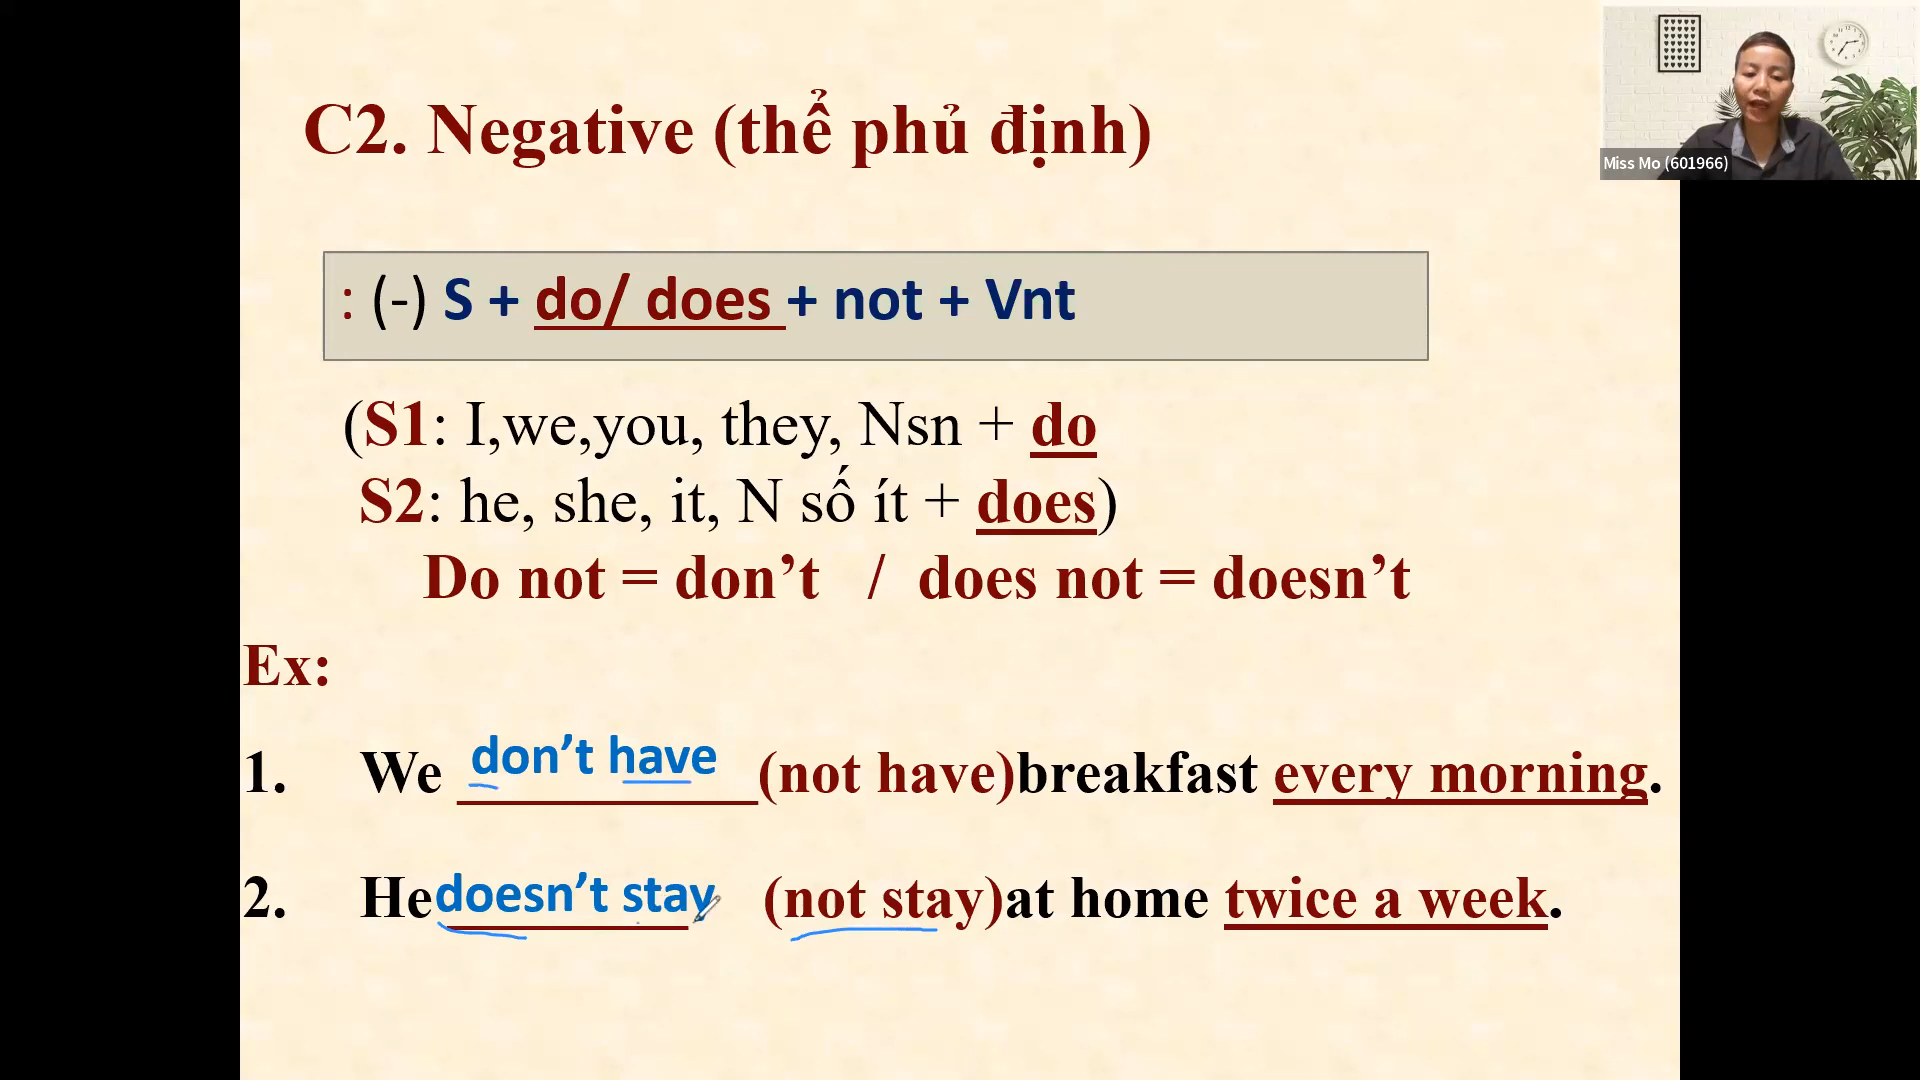 C2. Negative (thể phủ định)
Miss Mo (601966)
: (-) S + do/ does + not + Vnt
(S1: I,we,you, they, Nsn + do
S2: he, she, it, N số ít + does)
Do not = don’t / does not = doesn’t
Ex:
1. We don’t have (not have)breakfast every morning.
2. He doesn’t stay (not stay)at home twice a week.